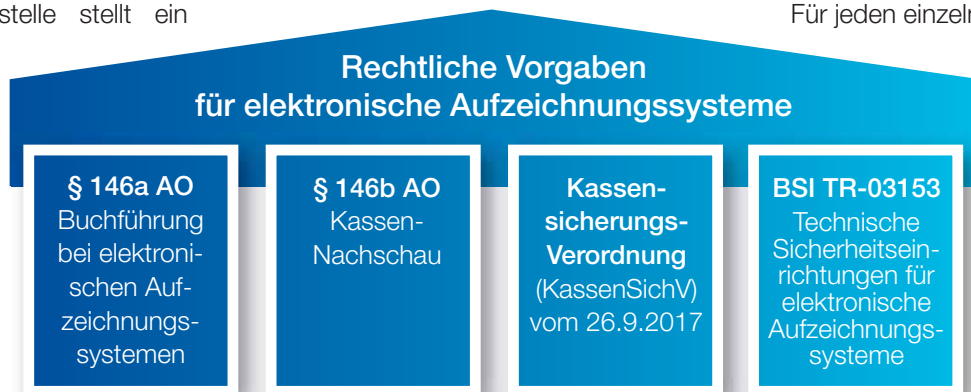 stelle stellt ein
Für jeden einzeln
Rechtliche Vorgaben
für elektronische Aufzeichnungssysteme
§ 146a AO
Buchführung
bei elektroni-
schen Auf-
zeichnungs-
systemen
§ 146b AO
Kassen-
Nachschau
Kassen-
sicherungs-
Verordnung
(KassenSichV)
vom 26.9.2017
BSI TR-03153
Technische
Sicherheitsein-
richtungen für
elektronische
Aufzeichnungs-
systeme